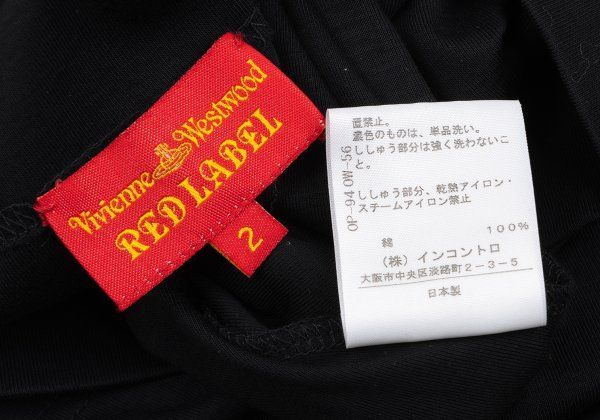 Vivienne Westwood
RED LABEL
2
OP-940W-56
置禁止。
濃色のものは、単品洗い。
ししゅう部分は強く洗わないこ
と。
ししゅう部分、乾熱アイロン・
スチームアイロン禁止
綿 100%
(株) インコントロ
大阪市中央区淡路町2-3-5
日本製